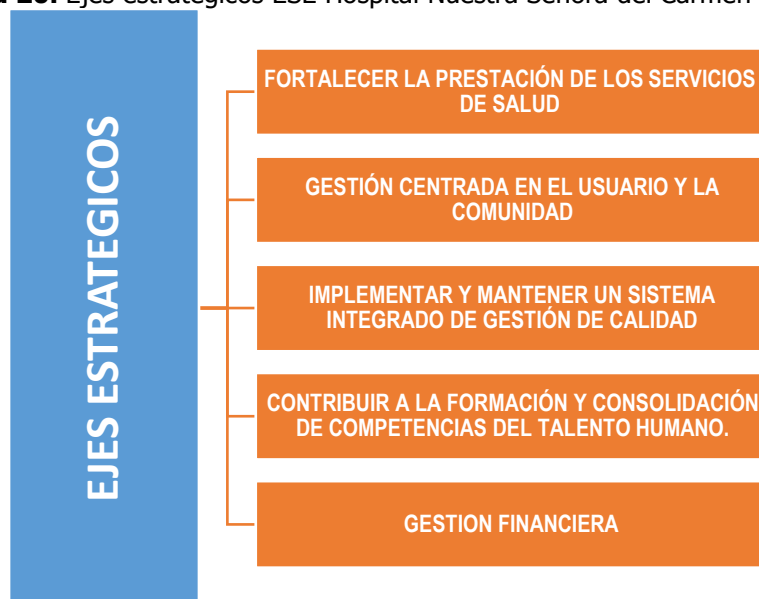 Ejes estratégicos ESE Hospital Nuestra Señora del Carmen
EJES ESTRATEGICOS
FORTALECER LA PRESTACIÓN DE LOS SERVICIOS
DE SALUD
GESTIÓN CENTRADA EN EL USUARIO Y LA
COMUNIDAD
IMPLEMENTAR Y MANTENER UN SISTEMA
INTEGRADO DE GESTIÓN DE CALIDAD
CONTRIBUIR A LA FORMACIÓN Y CONSOLIDACIÓN
DE COMPETENCIAS DEL TALENTO HUMANO.
GESTION FINANCIERA